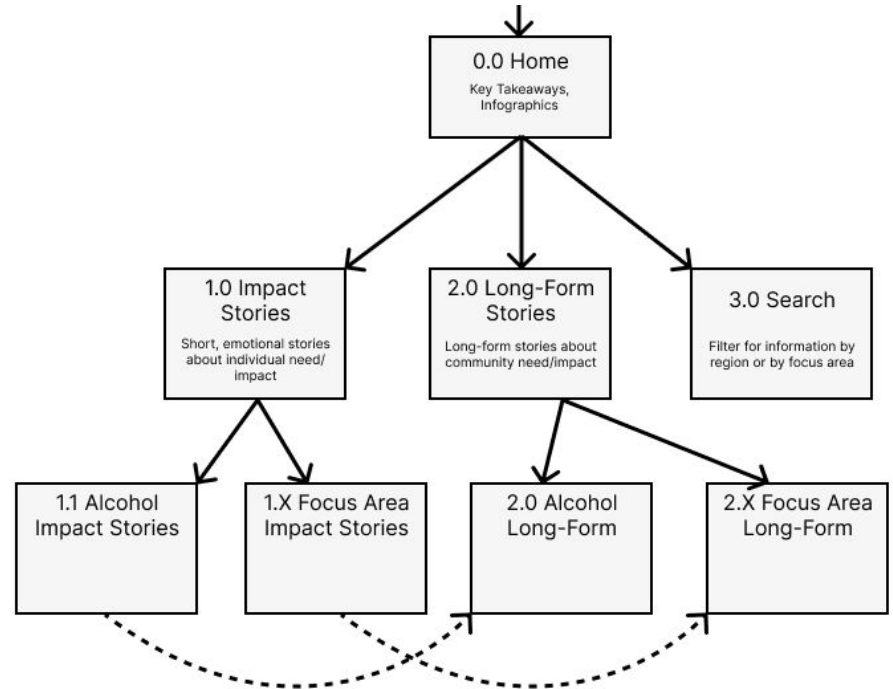 0.0 Home
Key Takeaways,
Infographics
1.0 Impact
Stories
Short, emotional stories
about individual need/
impact
2.0 Long-Form
Stories
Long-form stories about
community need/impact
3.0 Search
Filter for information by
region or by focus area
1.1 Alcohol
Impact Stories
1.X Focus Area
Impact Stories
2.0 Alcohol
Long-Form
2.X Focus Area
Long-Form